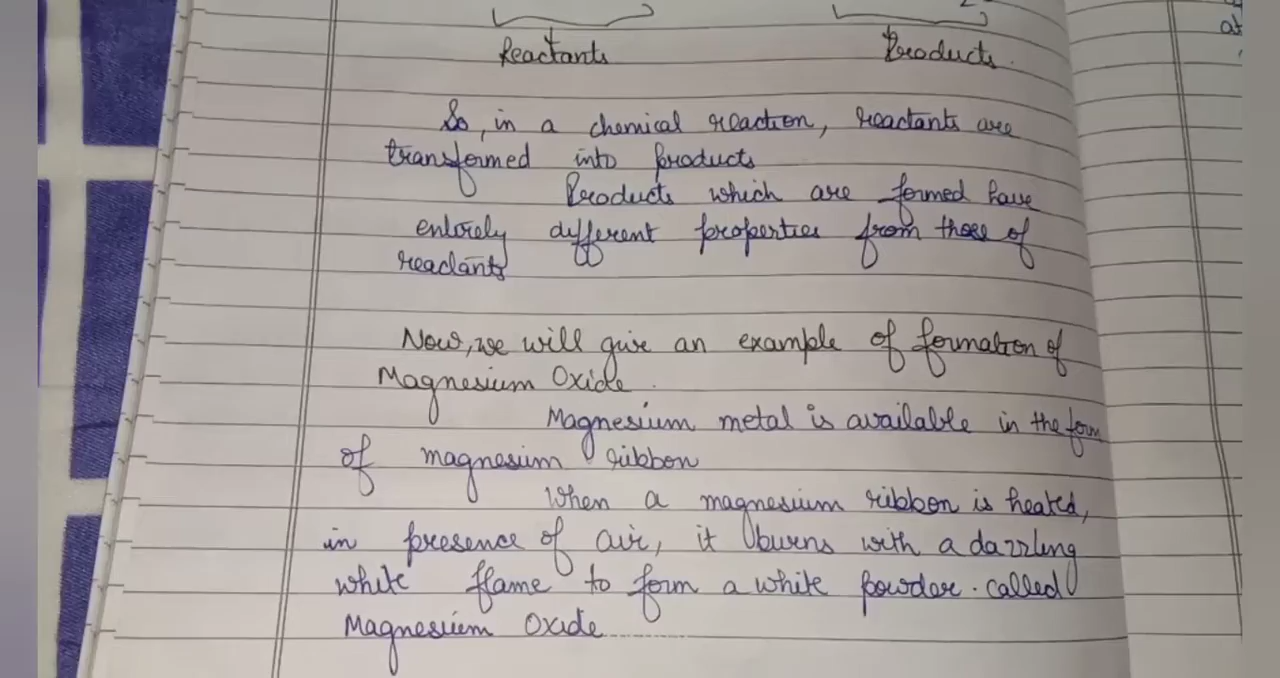 Reactants Products.
So, in a chemical reaction, reactants are
transformed into products
Products which are formed have
entirely different properties from those of
reactants
Now, we will give an example of formation of
Magnesium Oxide.
Magnesium metal is available in the form
of magnesium ribbon
When a magnesium ribbon is heated,
in presence of air, it burns with a dazzling
white flame to form a white powder. called
Magnesium Oxide